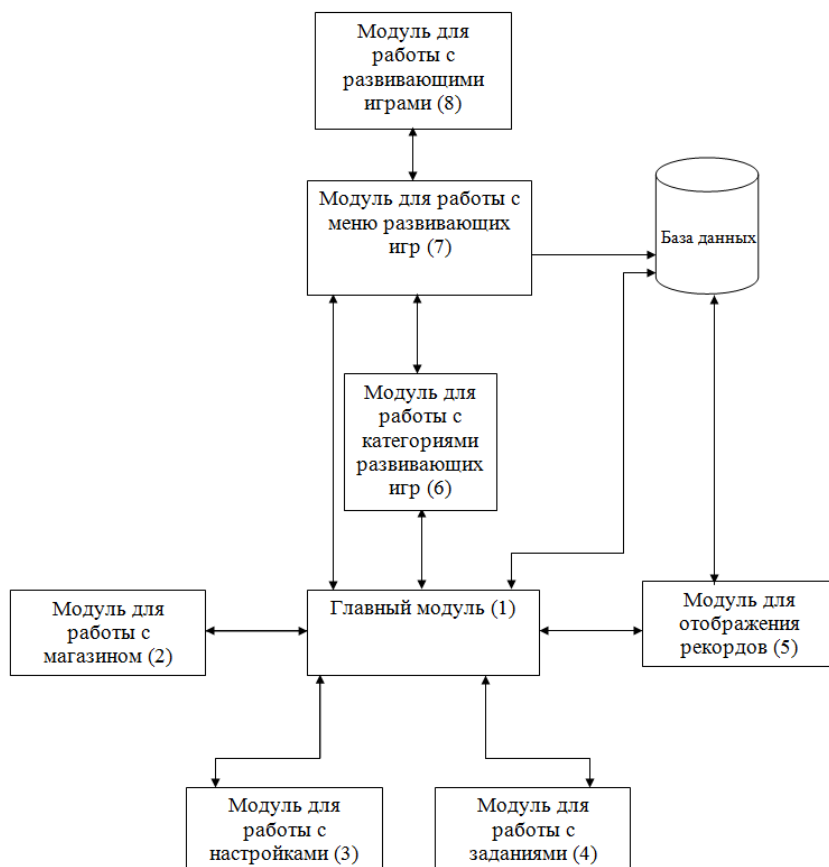 Модуль для
работы с
развивающими
играми (8)
Модуль для работы с
меню развивающих
игр (7)
База данных
Модуль для
работы с
категориями
развивающих
игр (6)
Модуль для
работы с
магазином (2)
Главный модуль (1)
Модуль для
отображения
рекордов (5)
Модуль для
работы с
настройками (3)
Модуль для
работы с
заданиями (4)